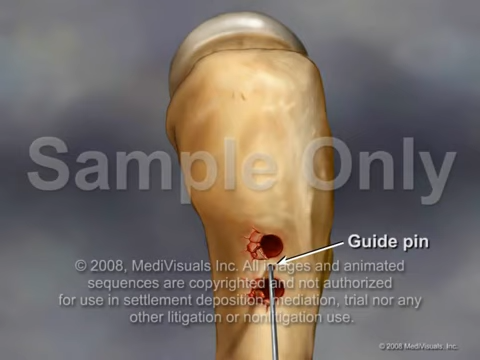 Sample Only
Guide pin
© 2008, MediVisuals Inc. All images and animated
sequences are copyrighted and not authorized
for use in settlement deposition, mediation, trial nor any
other litigation or nonlitigation use.
© 2008 MediVisuals, Inc.